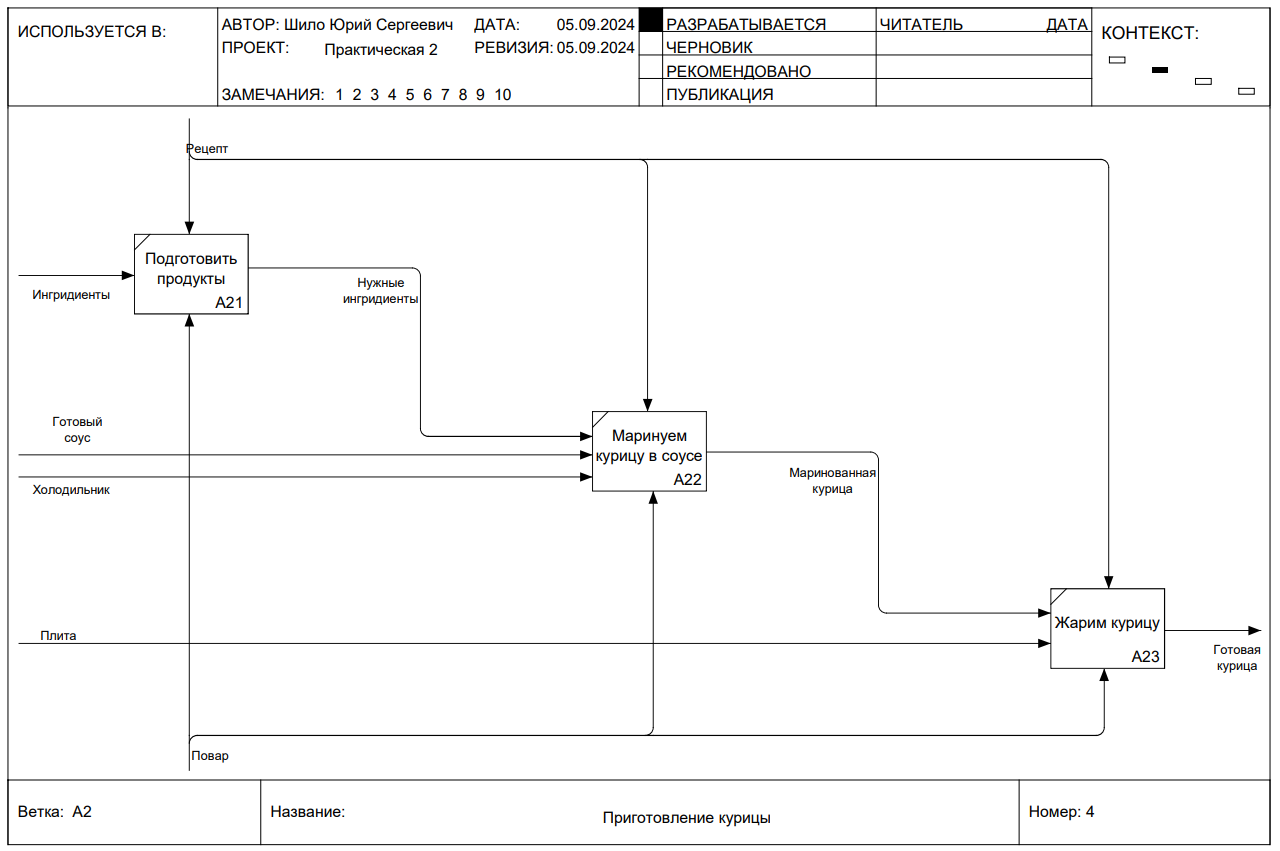 ИСПОЛЬЗУЕТСЯ В:
АВТОР: Шило Юрий Сергеевич ДАТА: 05.09.2024
ПРОЕКТ: Практическая 2 РЕВИЗИЯ: 05.09.2024
ЗАМЕЧАНИЯ: 1 2 3 4 5 6 7 8 9 10
РАЗРАБАТЫВАЕТСЯ
ЧЕРНОВИК
РЕКОМЕНДОВАНО
ПУБЛИКАЦИЯ
ЧИТАТЕЛЬ ДАТА
КОНТЕКСТ:
Рецепт
Подготовить
продукты
A21
Ингридиенты
Нужные
ингридиенты
Готовый
соус
Холодильник
Маринуем
курицу в соусе
A22
Маринованная
курица
Плита
Жарим курицу
A23
Готовая
курица
Повар
Ветка: A2
Название:
Приготовление курицы
Номер: 4